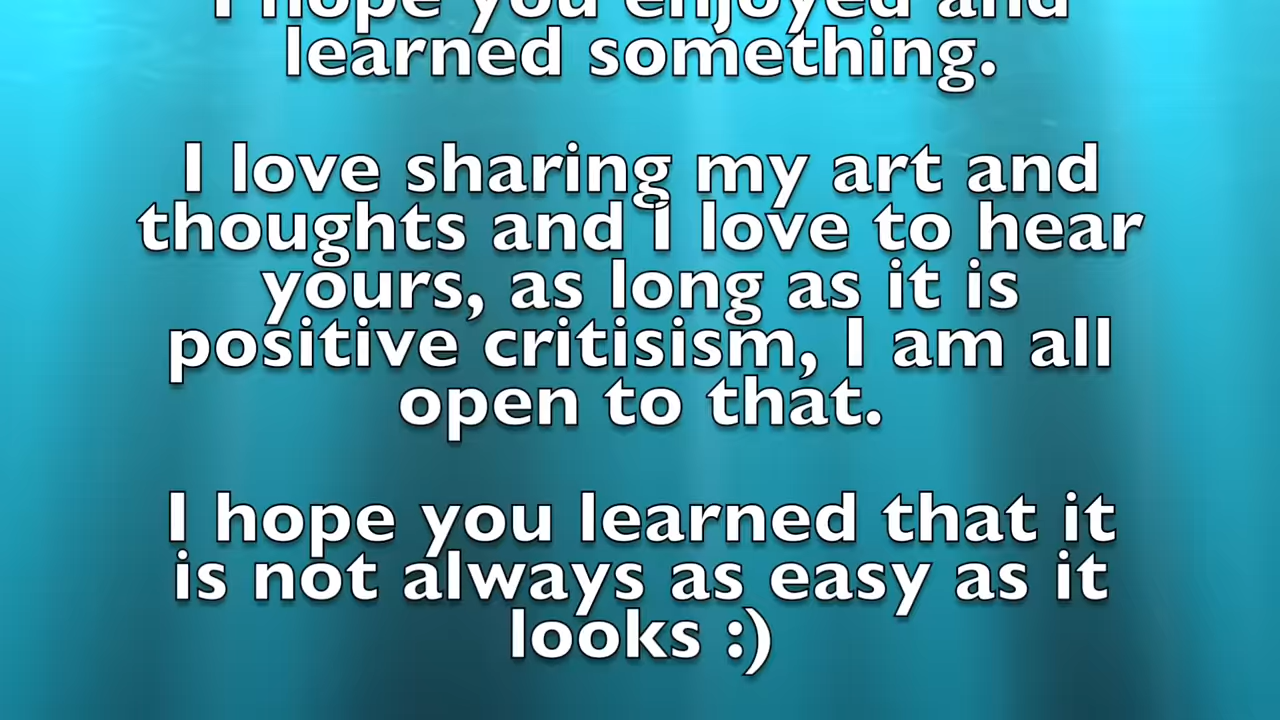 I hope you enjoyed and
learned something.
I love sharing my art and
thoughts and I love to hear
yours, as long as it is
positive critisism, I am all
open to that.
I hope you learned that it
is not always as easy as it
looks :)